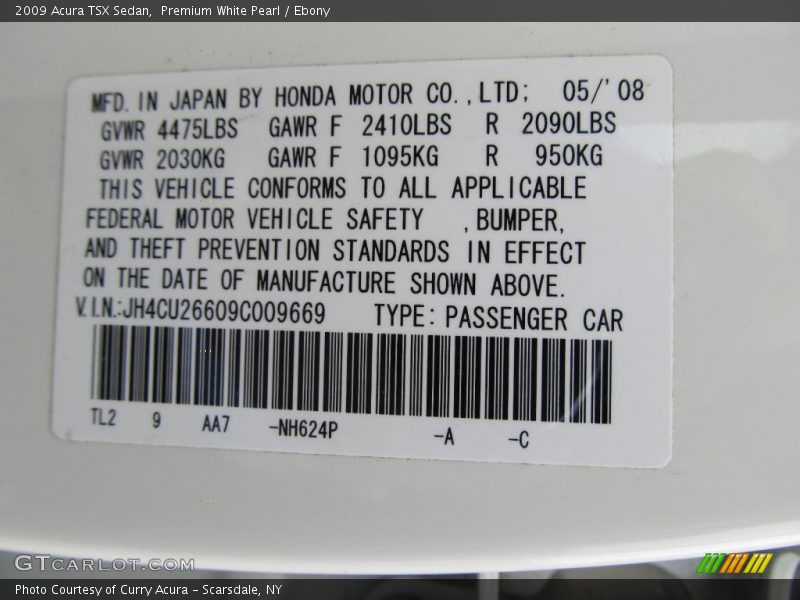 2009 Acura TSX Sedan,  Premium White Pearl / Ebony
MFD. IN JAPAN BY HONDA MOTOR CO., LTD; 05/'08
GVWR 4475LBS GAWR F 2410LBS R 2090LBS
GVWR 2030KG GAWR F 1095KG R 950KG
THIS VEHICLE CONFORMS TO ALL APPLICABLE
FEDERAL MOTOR VEHICLE SAFETY ,BUMPER,
AND THEFT PREVENTION STANDARDS IN EFFECT
ON THE DATE OF MANUFACTURE SHOWN ABOVE.
V.I.N.:JH4CU26609C009669 TYPE: PASSENGER CAR
TL2 9 AA7 -NH624P -A -C
GTCARLOT.COM
Photo Courtesy of Curry Acura - Scarsdale, NY